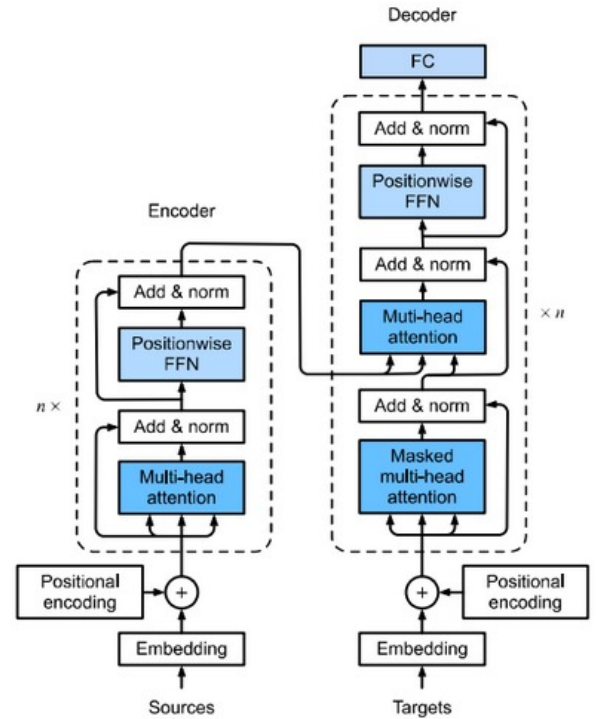 Decoder
FC
Add & norm
Positionwise
FFN
Add & norm
Muti-head
attention
× n
Add & norm
Masked
multi-head
attention
Positional
encoding
+
Embedding
Targets
Encoder
Add & norm
Positionwise
FFN
n ×
Add & norm
Multi-head
attention
Positional
encoding
+
Embedding
Sources